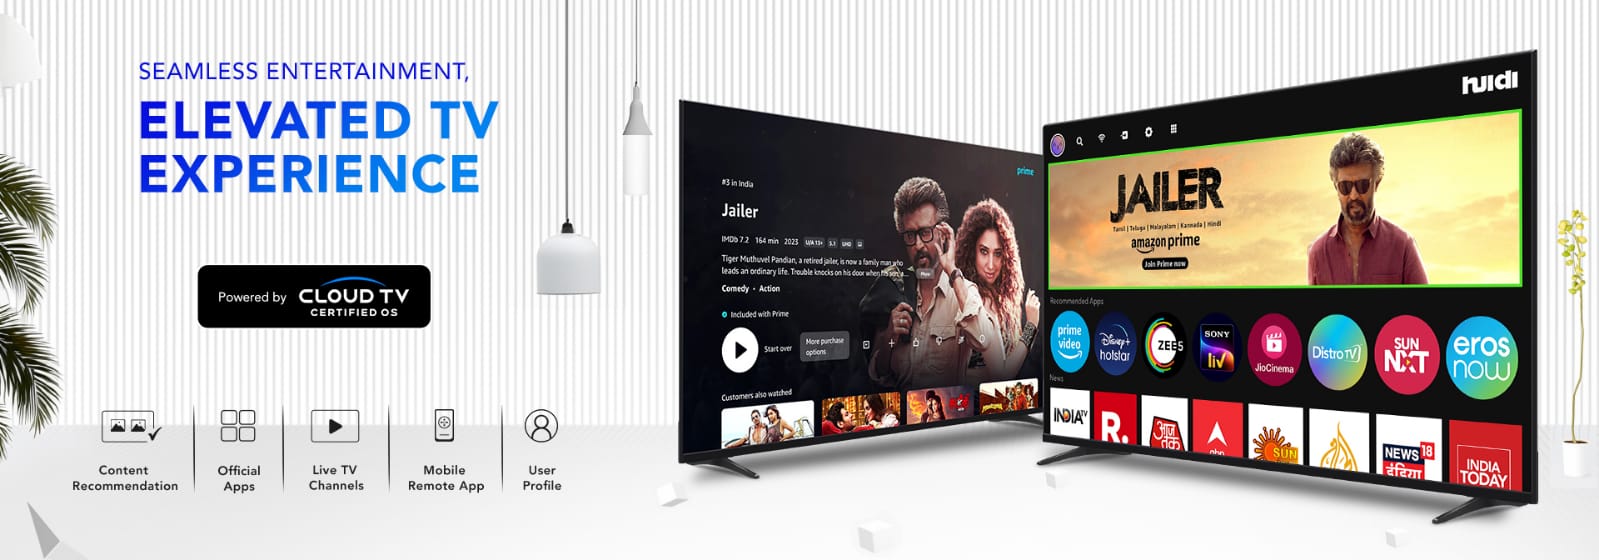 SEAMLESS ENTERTAINMENT,
ELEVATED TV
EXPERIENCE
Powered by CLOUD TV
CERTIFIED OS
Content
Recommendation
Official
Apps
Live TV
Channels
Mobile
Remote App
User
Profile
prime
#3 in India
Jailer
IMDb 7.2 164 min 2023 U/A 13+ 5.1 UHD
Tiger Muthuvel Pandian, a retired jailer, is now a family man who
leads an ordinary life. Trouble knocks on his door when his son, a... More
Comedy · Action
Included with Prime
Start over
More purchase
options
Customers also watched
JAILER
Tamil | Telugu | Malayalam | Kannada | Hindi
amazon prime
Join Prime now
Recommended Apps
prime
video
Disney+
hotstar
ZEE5
SONY
liv
JioCinema
DistroTV
SUN
NXT
eros
now
News
INDIA TV
R.
आज
तक
abp
SUN
NEWS 18
इंडिया
INDIA
TODAY